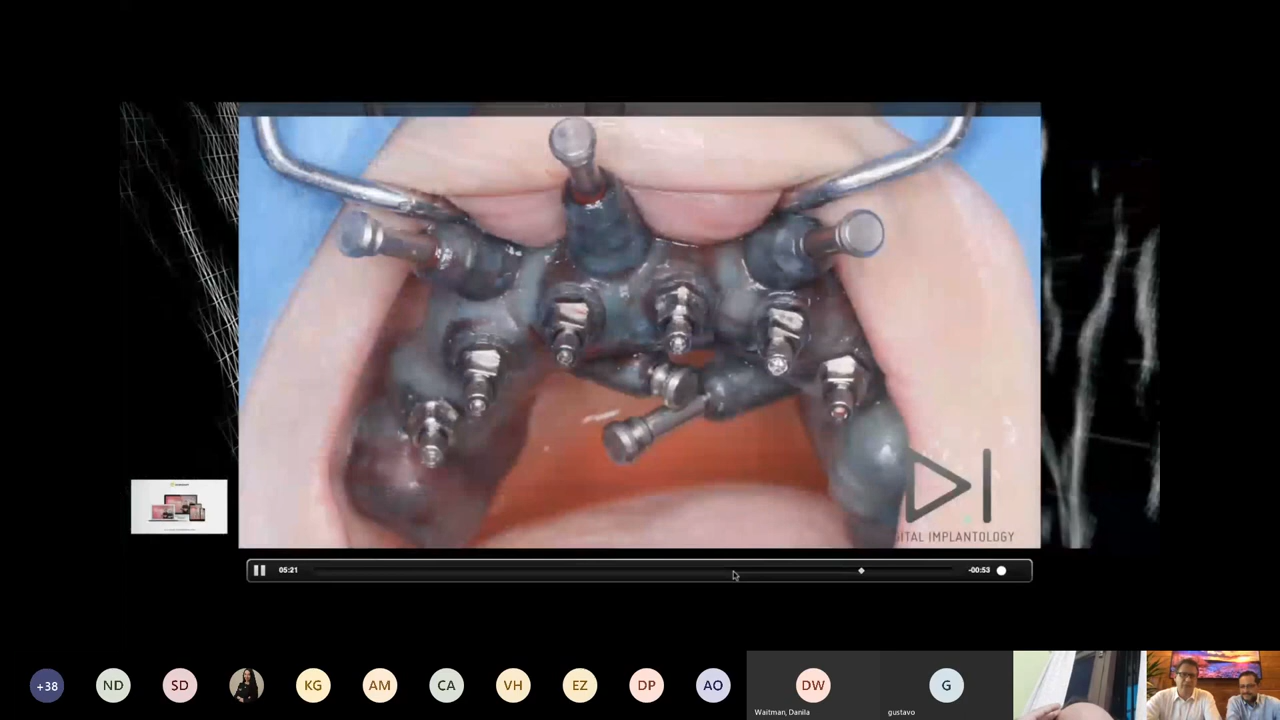 DIGITAL IMPLANTOLOGY
05:21
-00:53
+38
ND
SD
KG
AM
CA
VH
EZ
DP
AO
DW
G
Waitman, Danila
gustavo